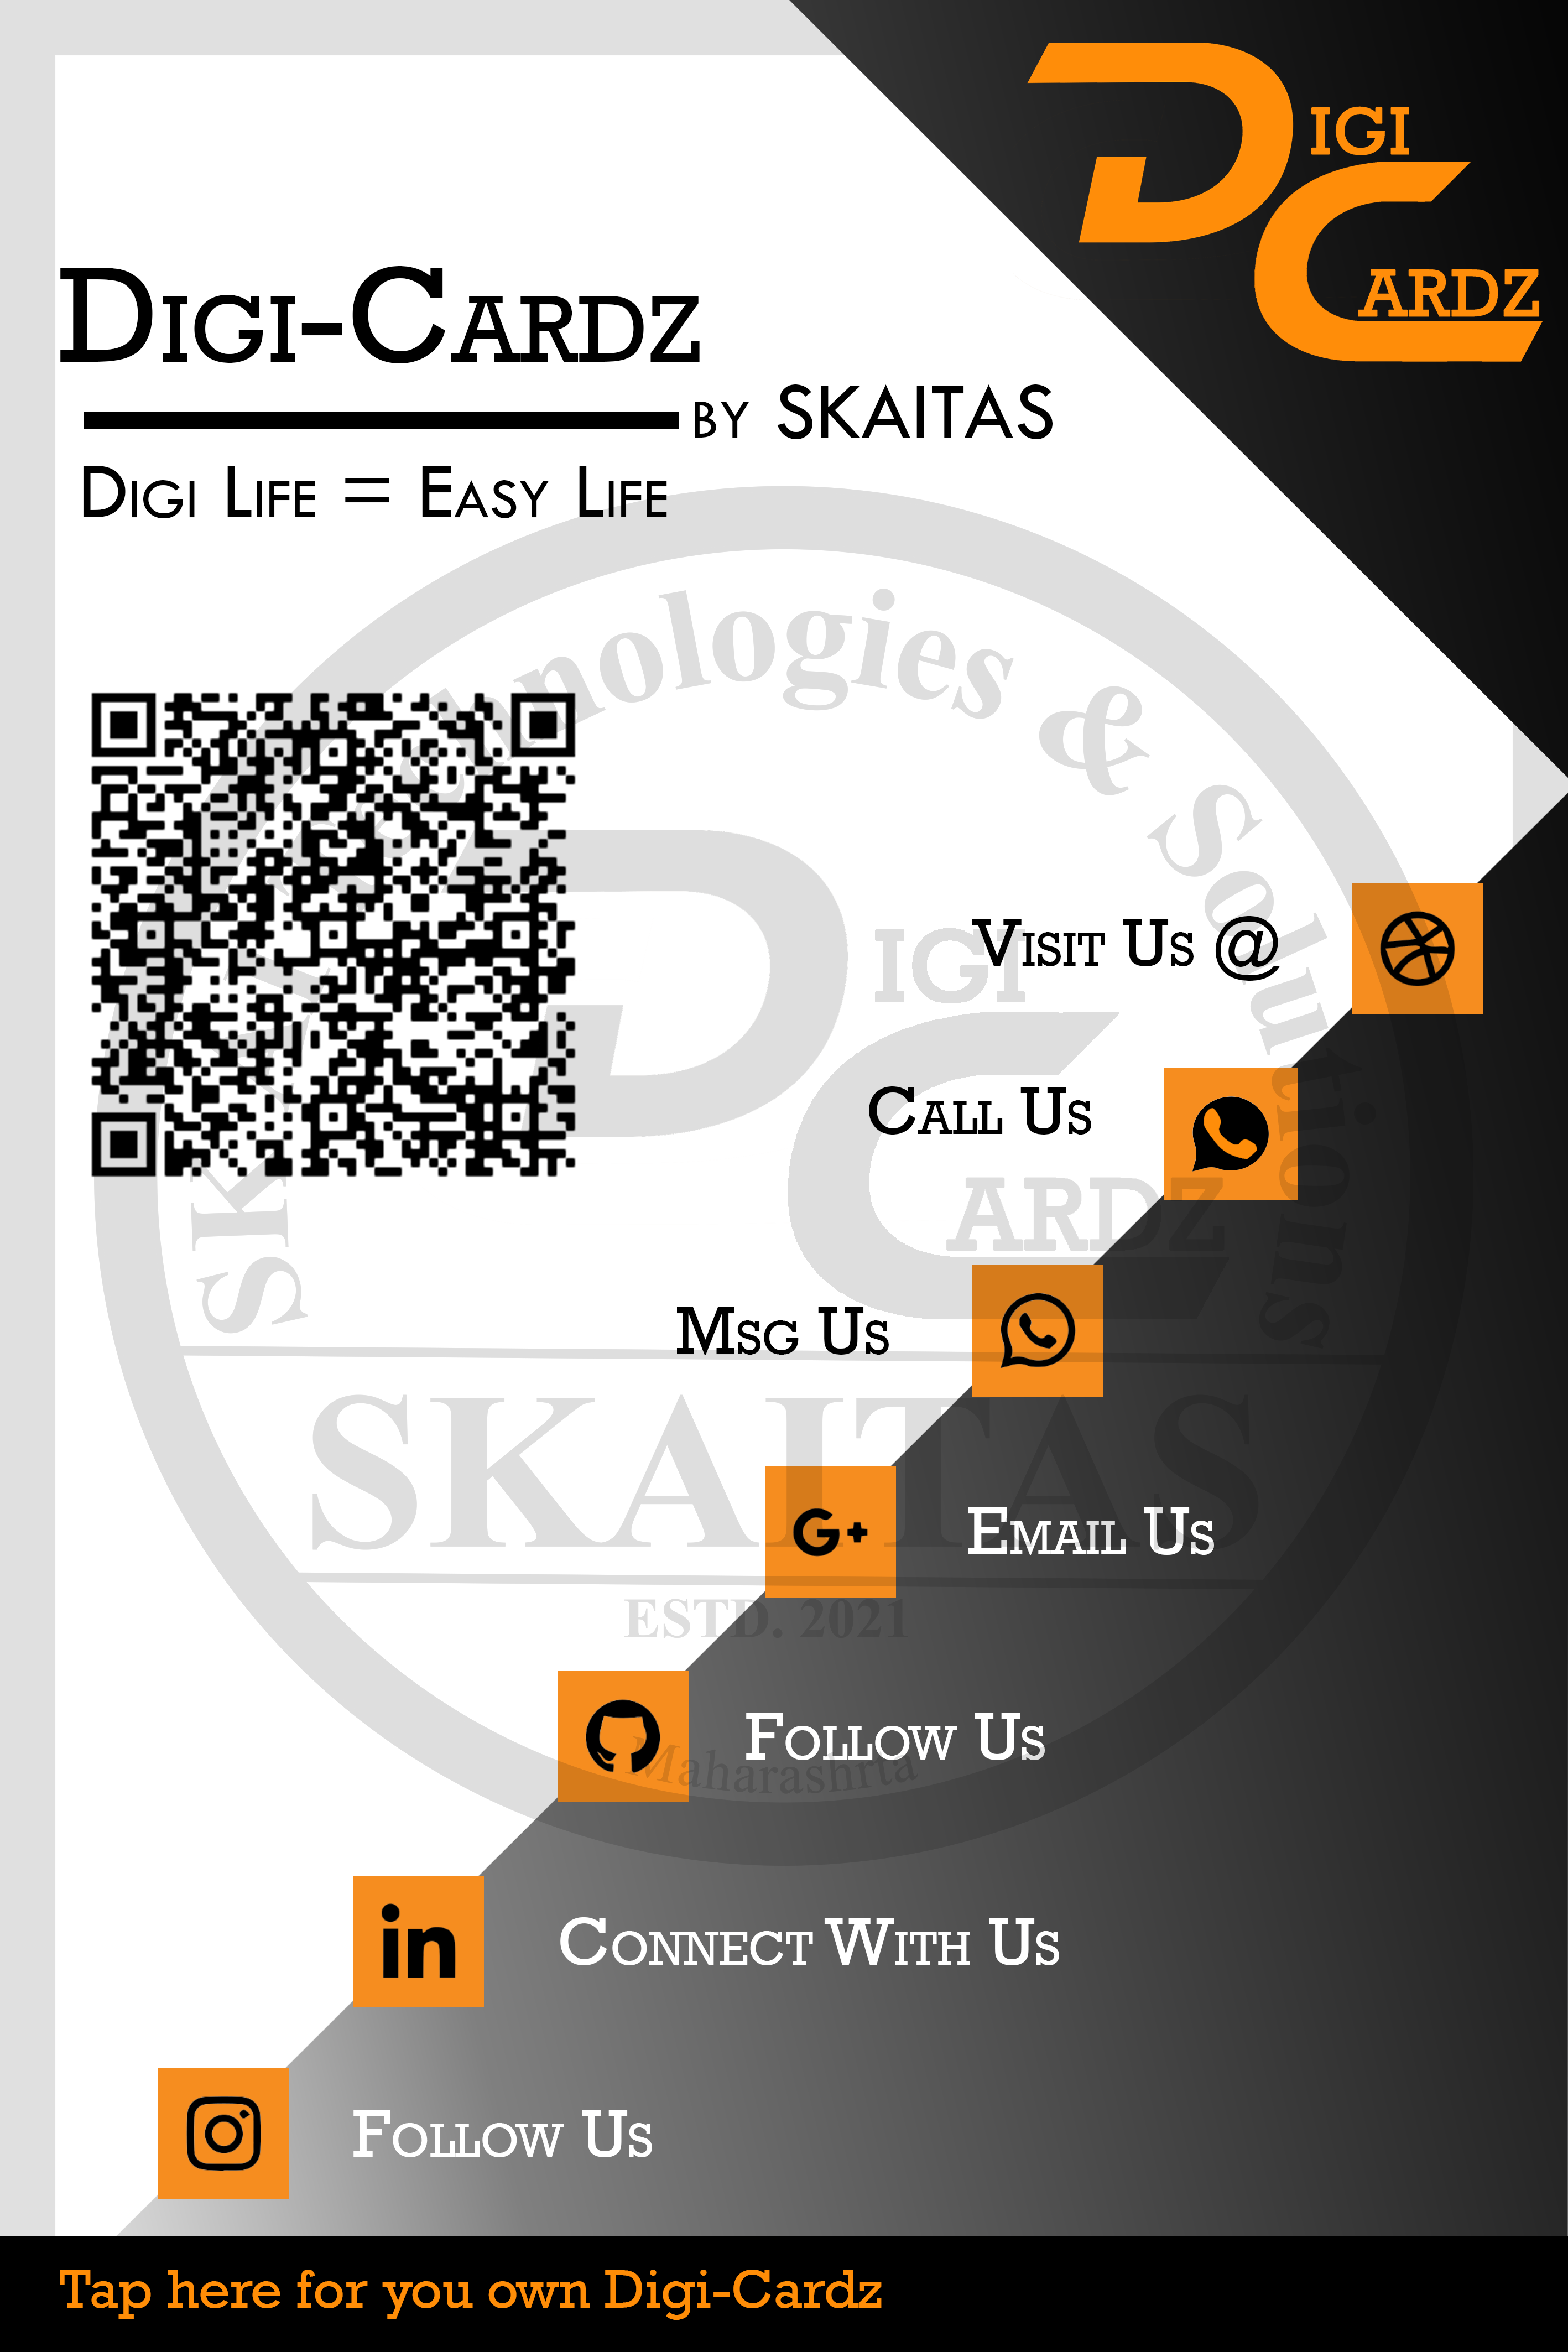 DIGI
CARDZ
DIGI-CARDZ
BY SKAITAS
DIGI LIFE = EASY LIFE
VISIT US @
CALL US
MSG US
G+
EMAIL US
FOLLOW US
in
CONNECT WITH US
FOLLOW US
Tap here for you own Digi-Cardz
Technologies & Solutions
DIGI
CARDZ
SKAITAS
ESTD. 2021
Maharashrta